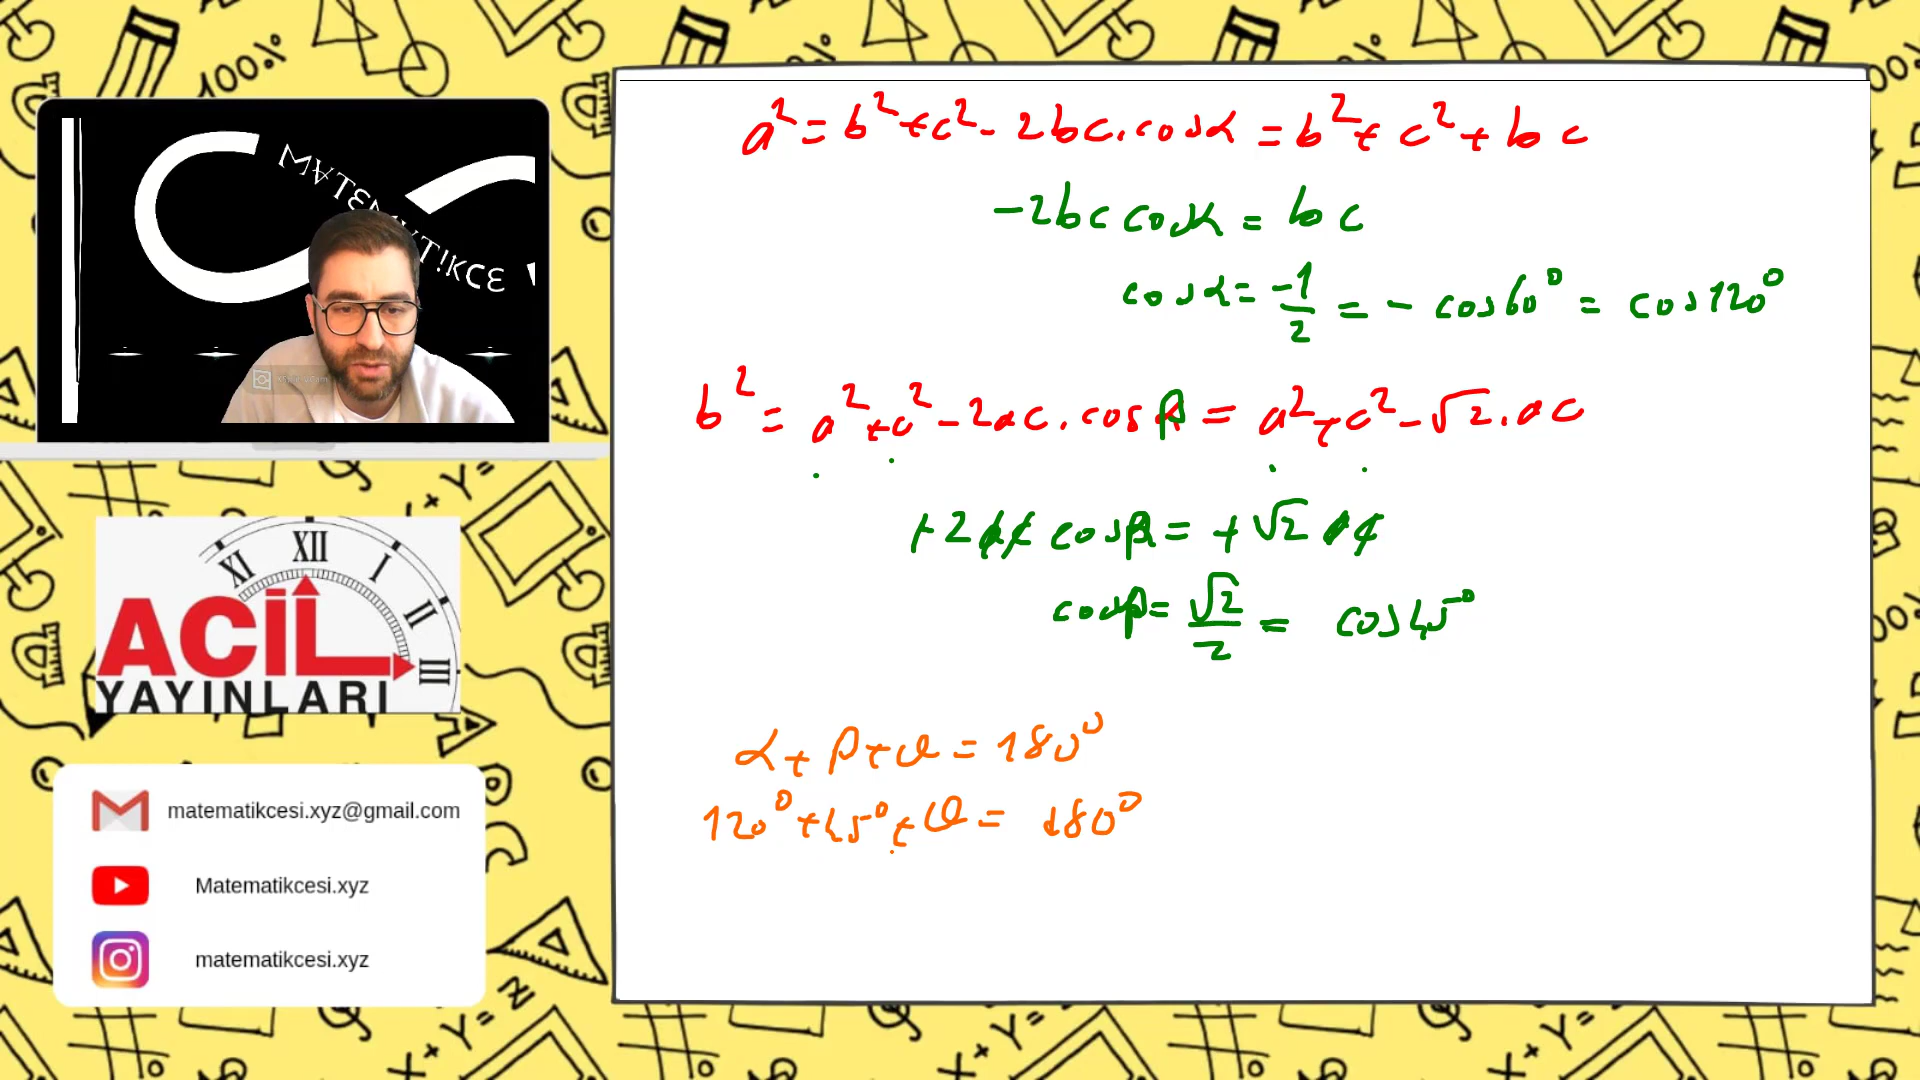 MATEMATIKCE
XI XII I II III
ACİL
YAYINLARI
matematikcesi.xyz@gmail.com
Matematikcesi.xyz
matematikcesi.xyz
a² = b² + c² - 2bc.cosα = b² + c² + bc
-2bc cosα = bc
cosα = -1/2 = - cos60° = cos120°
b² = a² + c² - 2ac.cosβ = a² + c² - √2.ac
+2ac cosβ = +√2 ac
cosβ = √2/2 = cos45°
α + β + θ = 180°
120° + 45° + θ = 180°
100%